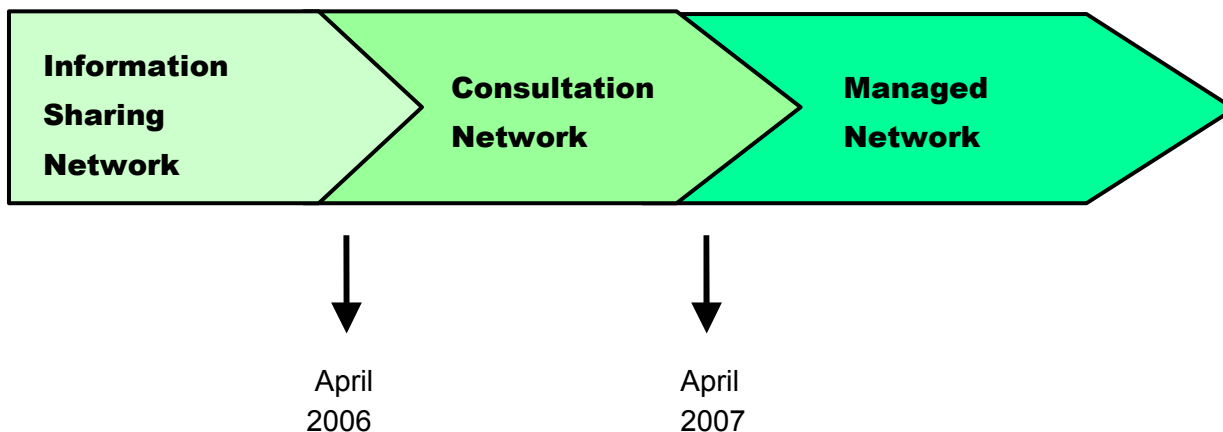 Information
Sharing
Network
Consultation
Network
Managed
Network
April
2006
April
2007